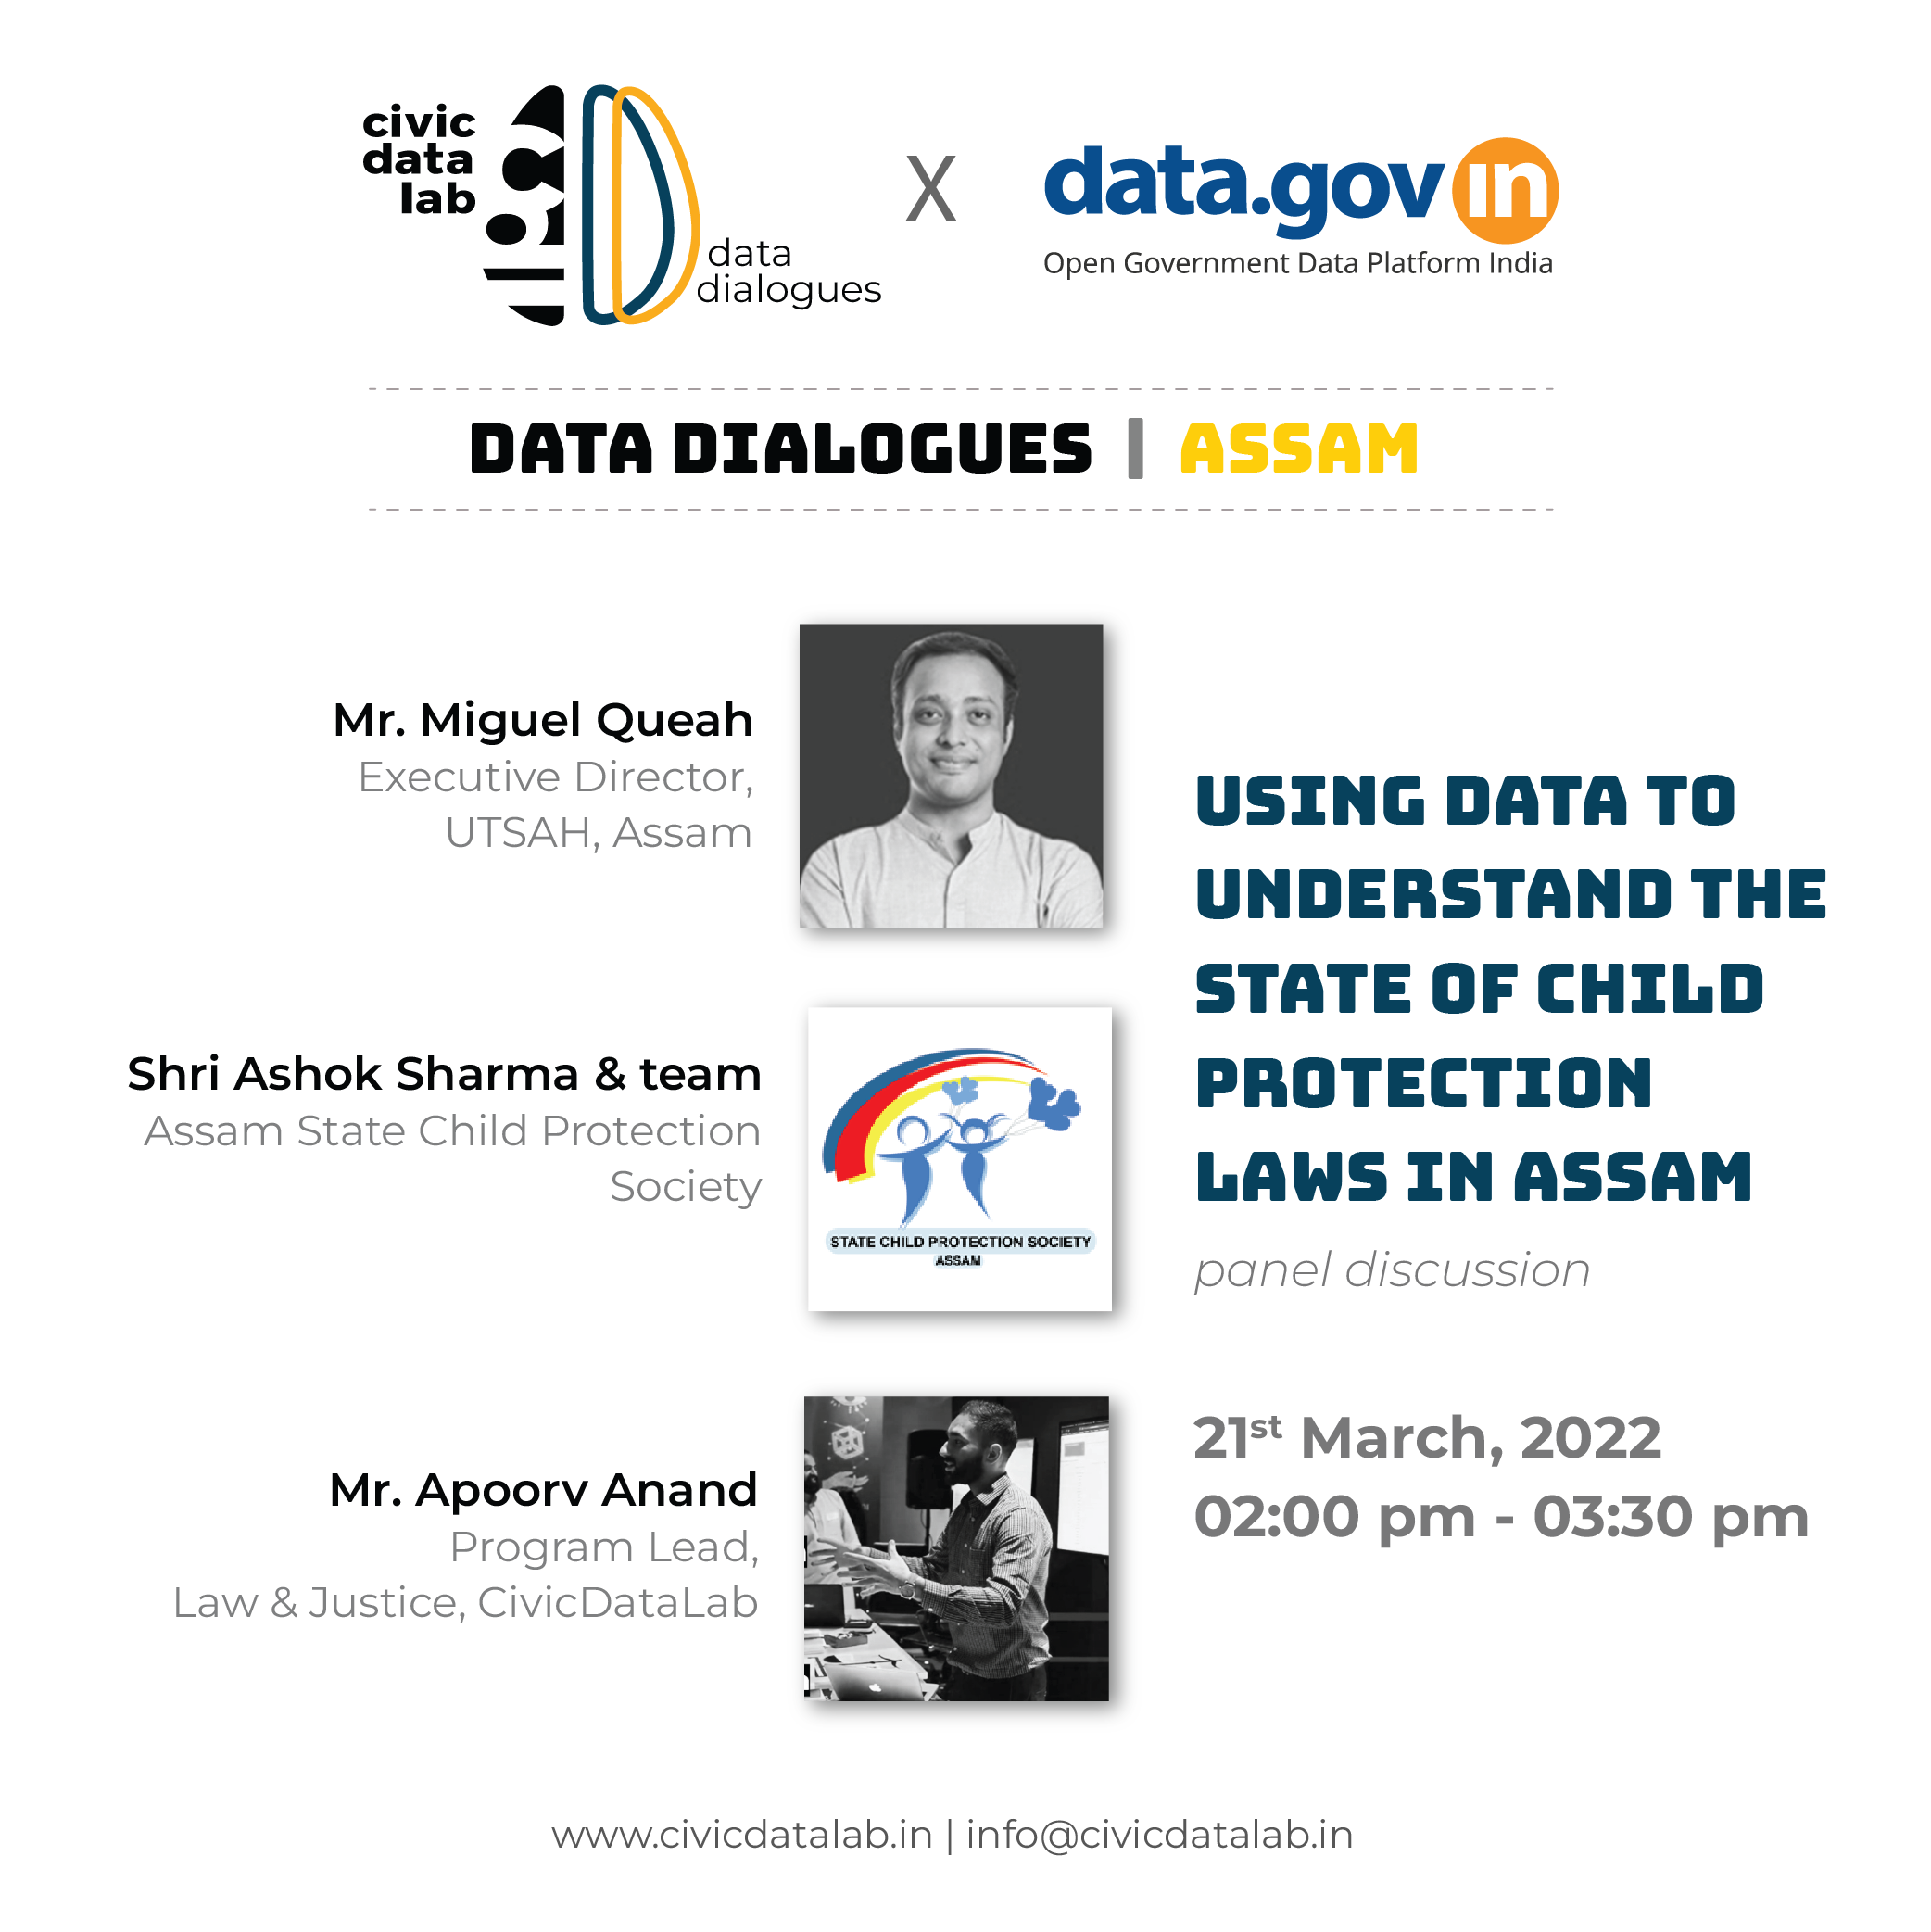 civic
data
lab
data
dialogues
X
data.gov in
Open Government Data Platform India
DATA DIALOGUES | ASSAM
Mr. Miguel Queah
Executive Director,
UTSAH, Assam
Shri Ashok Sharma & team
Assam State Child Protection
Society
STATE CHILD PROTECTION SOCIETY
ASSAM
Mr. Apoorv Anand
Program Lead,
Law & Justice, CivicDataLab
USING DATA TO
UNDERSTAND THE
STATE OF CHILD
PROTECTION
LAWS IN ASSAM
panel discussion
21st March, 2022
02:00 pm - 03:30 pm
www.civicdatalab.in | info@civicdatalab.in